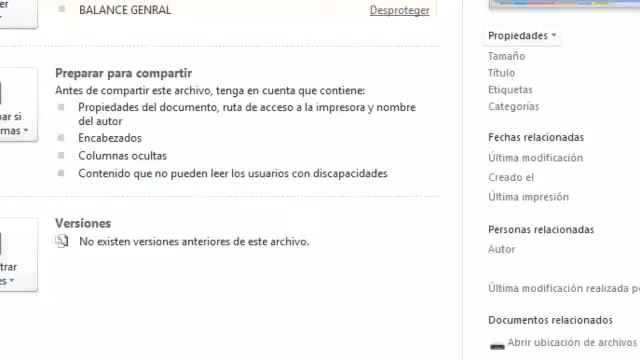 BALANCE GENRAL
Desproteger
Preparar para compartir
Antes de compartir este archivo, tenga en cuenta que contiene:
Propiedades del documento, ruta de acceso a la impresora y nombre
del autor
Encabezados
Columnas ocultas
Contenido que no pueden leer los usuarios con discapacidades
Versiones
No existen versiones anteriores de este archivo.
Propiedades
Tamaño
Título
Etiquetas
Categorías
Fechas relacionadas
Última modificación
Creado el
Última impresión
Personas relacionadas
Autor
Última modificación realizada
Documentos relacionados
Abrir ubicación de archivos